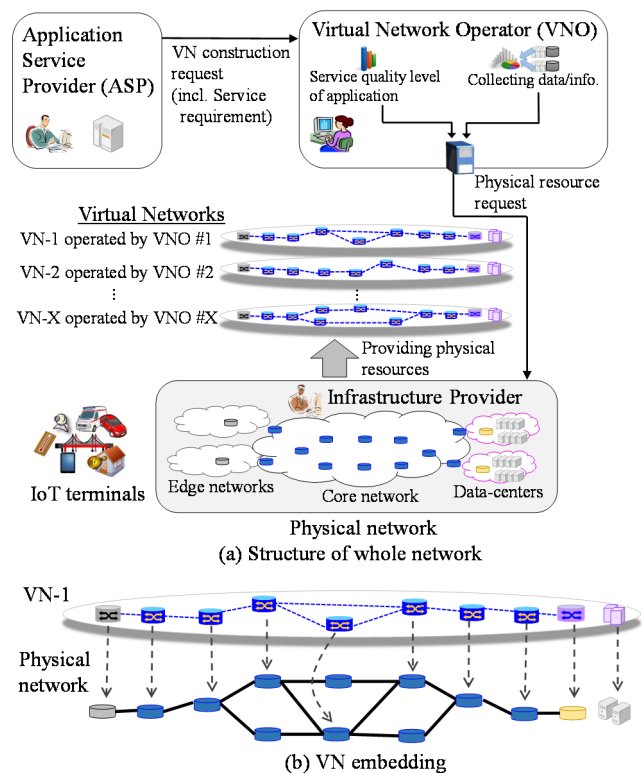 Application
Service
Provider (ASP)
VN construction
request
(incl. Service
requirement)
Virtual Network Operator (VNO)
Service quality level
of application
Collecting data/info.
Physical resource
request
Virtual Networks
VN-1 operated by VNO #1
VN-2 operated by VNO #2
⋮
VN-X operated by VNO #X
Providing physical
resources
Infrastructure Provider
IoT terminals
Edge networks
Core network
Data-centers
Physical network
(a) Structure of whole network
VN-1
Physical
network
(b) VN embedding